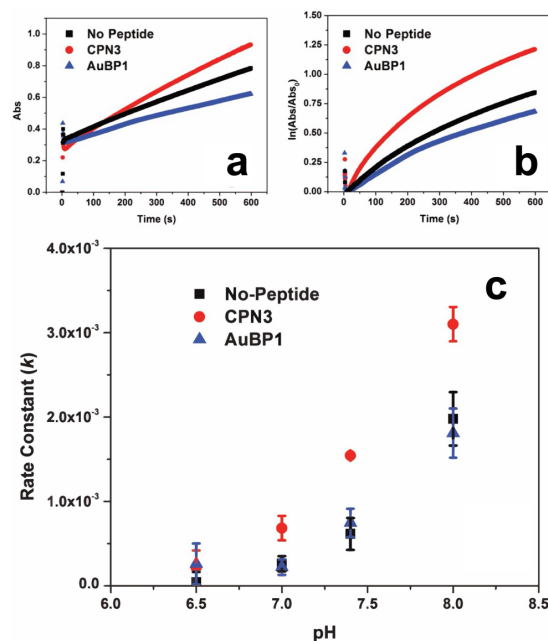 No Peptide
CPN3
AuBP1
Abs
1.0
0.8
0.6
0.4
0.2
0.0
0 100 200 300 400 500 600
Time (s)
a
No Peptide
CPN3
AuBP1
ln(Abs/Abs₀)
1.50
1.25
1.00
0.75
0.50
0.25
0.00
0 100 200 300 400 500 600
Time (s)
b
c
No-Peptide
CPN3
AuBP1
Rate Constant (k)
4.0x10⁻³
3.0x10⁻³
2.0x10⁻³
1.0x10⁻³
0.0
6.0 6.5 7.0 7.5 8.0 8.5
pH